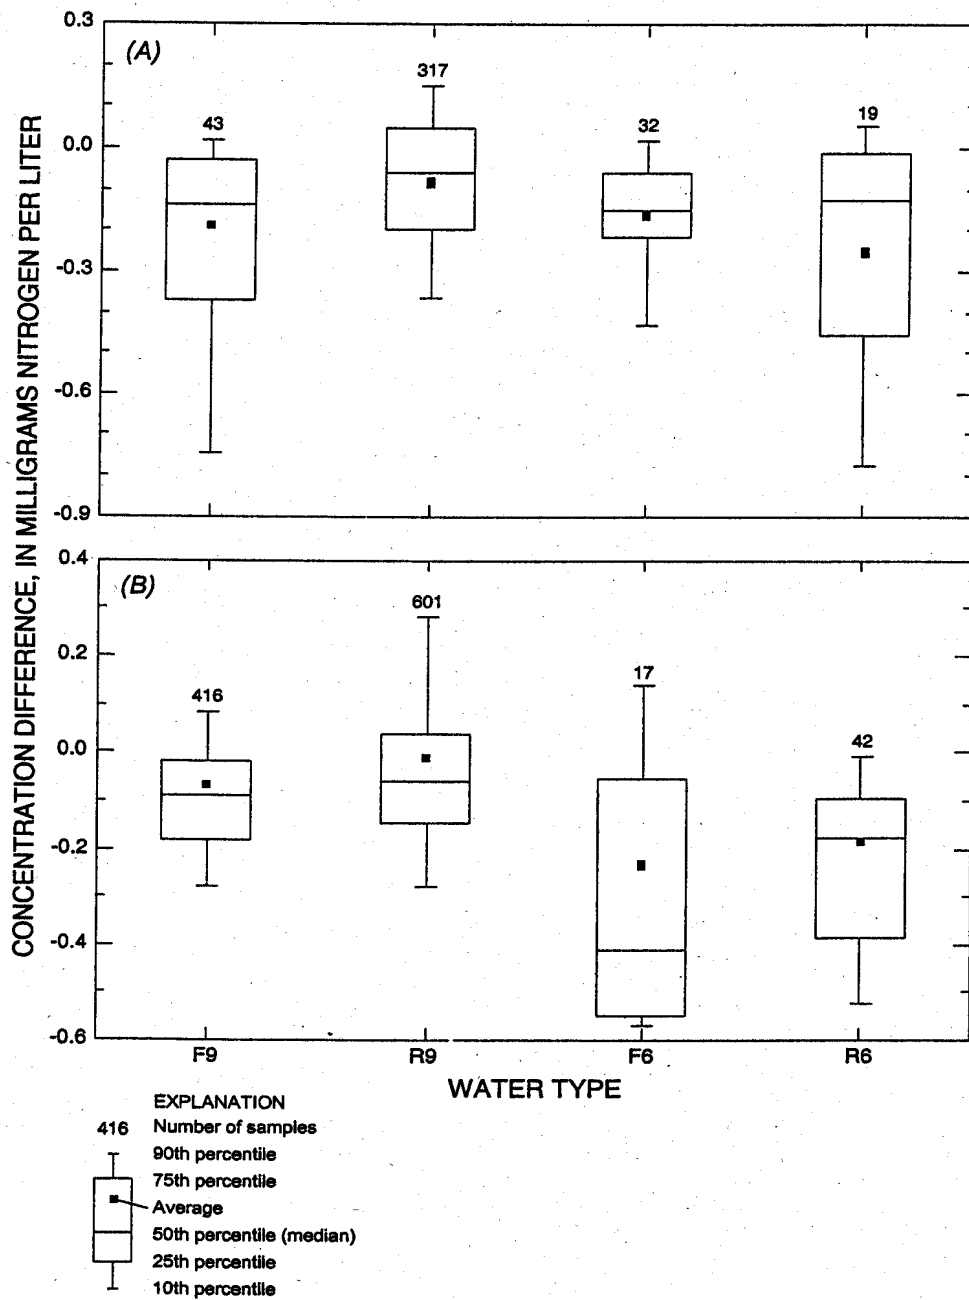 CONCENTRATION DIFFERENCE, IN MILLIGRAMS NITROGEN PER LITER
(A)
0.3
0.0
-0.3
-0.6
-0.9
43
317
32
19
(B)
0.4
0.2
0.0
-0.2
-0.4
-0.6
416
601
17
42
F9
R9
F6
R6
WATER TYPE
EXPLANATION
416 Number of samples
90th percentile
75th percentile
Average
50th percentile (median)
25th percentile
10th percentile